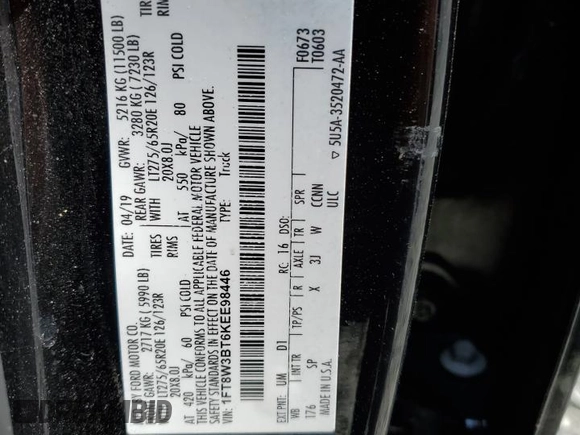 Y FORD MOTOR CO.
DATE: 04/19
GVWR: 5216 KG (11500 LB)
GAWR: 2717 KG ( 5990 LB)
REAR GAWR: 3280 KG ( 7230 LB)
LT275/65R20E 126/123R
TIRES WITH LT275/65R20E 126/123R
TIRE
20X8.0J
RIMS 20X8.0J
RIM
AT 420 kPa/ 60 PSI COLD
AT 550 kPa/ 80 PSI COLD
THIS VEHICLE CONFORMS TO ALL APPLICABLE FEDERAL MOTOR VEHICLE
SAFETY STANDARDS IN EFFECT ON THE DATE OF MANUFACTURE SHOWN ABOVE.
1FT8W3BT6KEE98446
TYPE: Truck
F0673
T0603
EXT PNT: UM D1 RC: 16 DSO:
WB INT TR TP/PS R AXLE TR SPR
176 SP X 3J W CCNN
MADE IN U.S.A. ULC
5U5A-3520472-AA